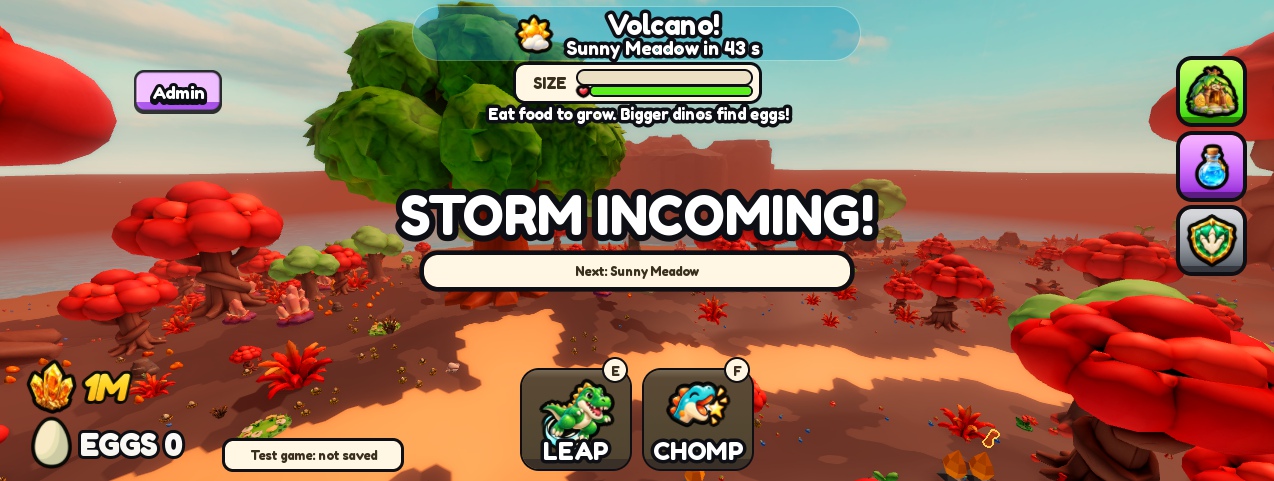 Volcano!
Sunny Meadow in 43 s
Admin
SIZE
Eat food to grow. Bigger dinos find eggs!
STORM INCOMING!
Next: Sunny Meadow
1M
EGGS 0
Test game: not saved
E
LEAP
F
CHOMP